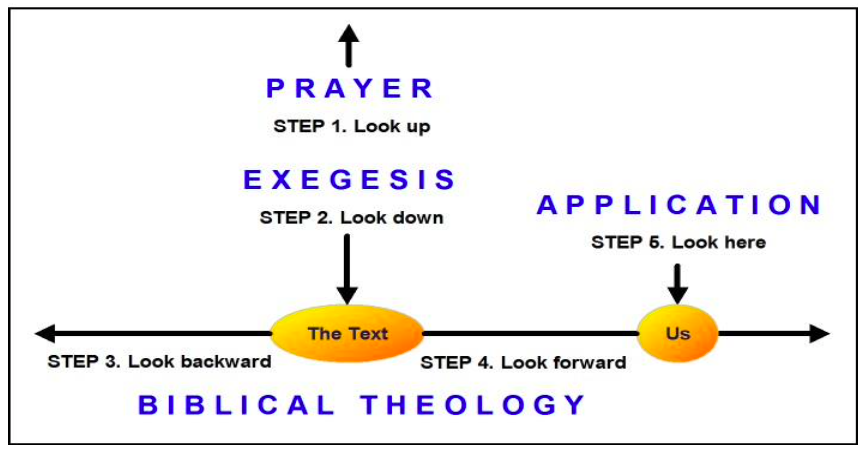 PRAYER
STEP 1. Look up
EXEGESIS
STEP 2. Look down
APPLICATION
STEP 5. Look here
The Text
Us
STEP 3. Look backward
STEP 4. Look forward
BIBLICAL THEOLOGY